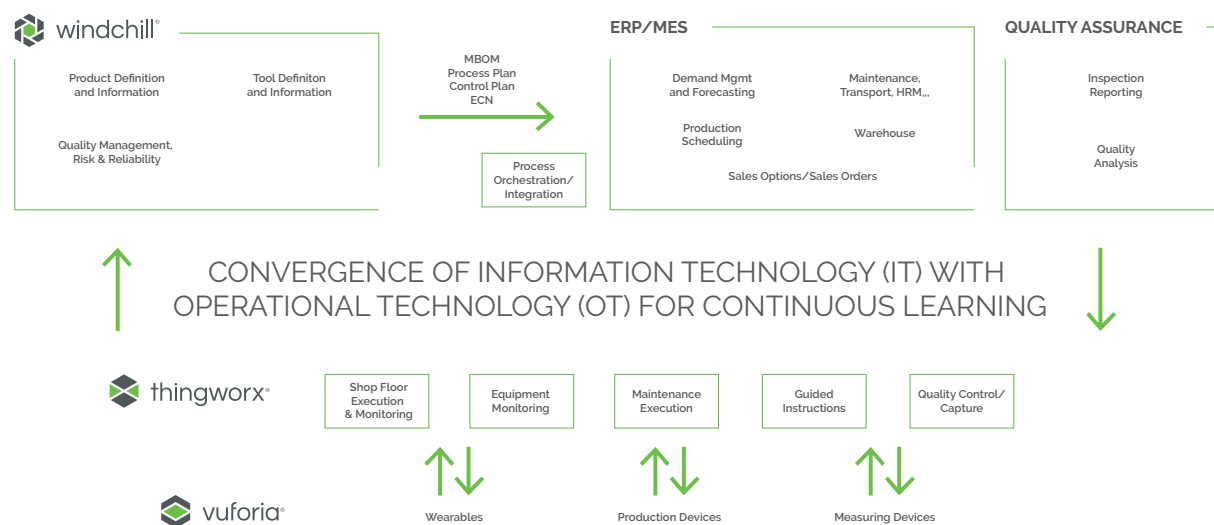 windchill®
Product Definition
and Information
Tool Definiton
and Information
Quality Management,
Risk & Reliability
MBOM
Process Plan
Control Plan
ECN
Process
Orchestration/
Integration
ERP/MES
Demand Mgmt
and Forecasting
Maintenance,
Transport, HRM,,,
Production
Scheduling
Warehouse
Sales Options/Sales Orders
QUALITY ASSURANCE
Inspection
Reporting
Quality
Analysis
CONVERGENCE OF INFORMATION TECHNOLOGY (IT) WITH
OPERATIONAL TECHNOLOGY (OT) FOR CONTINUOUS LEARNING
thingworx®
Shop Floor
Execution
& Monitoring
Equipment
Monitoring
Maintenance
Execution
Guided
Instructions
Quality Control/
Capture
vuforia®
Wearables
Production Devices
Measuring Devices